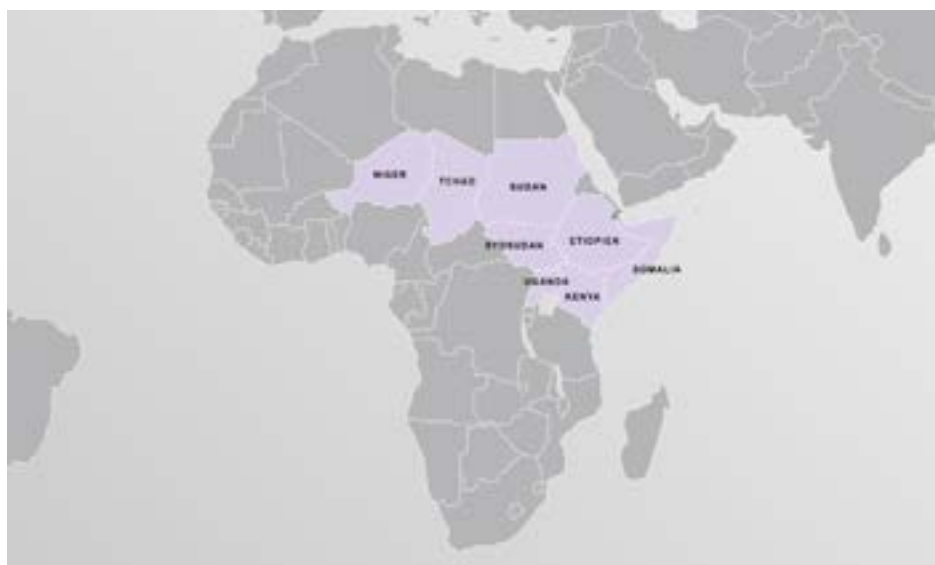 NIGER
TCHAD
SUDAN
SYDSUDAN
ETIOPIEN
SOMALIA
UGANDA
KENYA